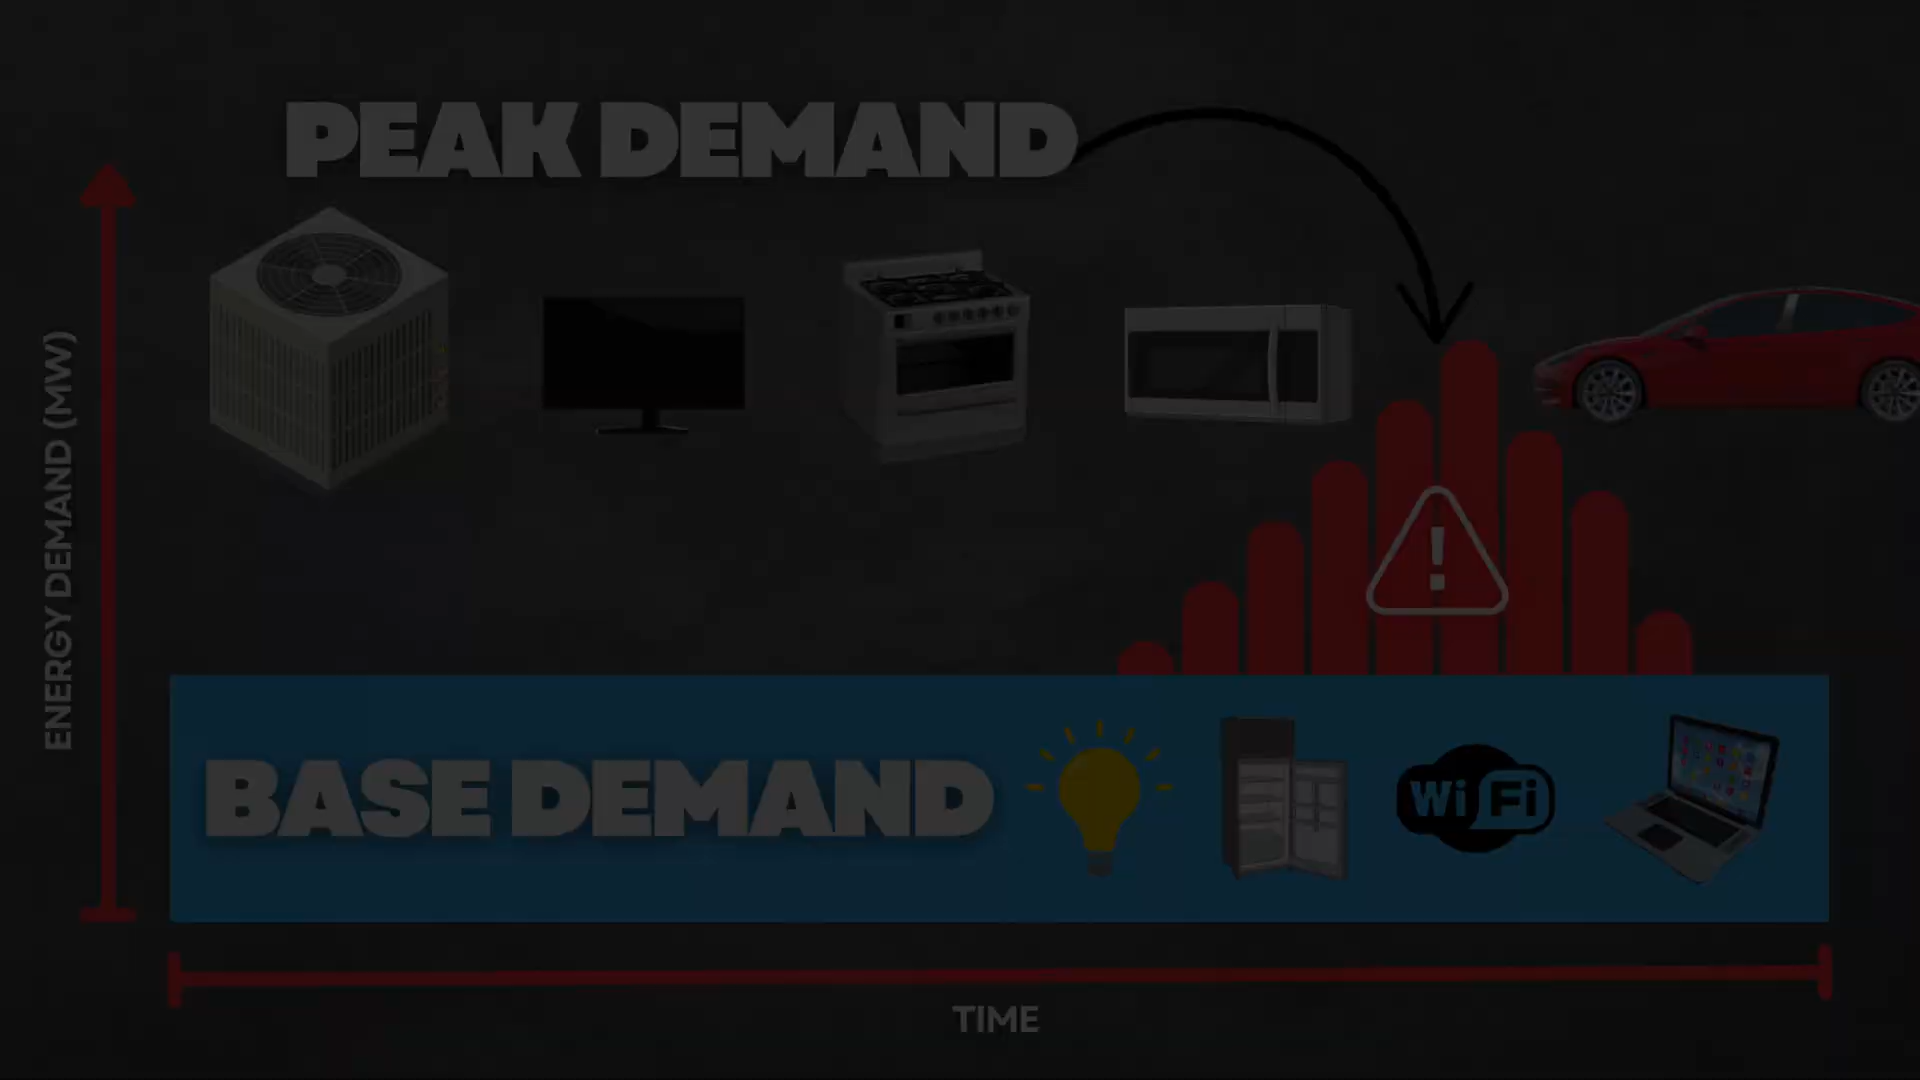 PEAK DEMAND
ENERGY DEMAND (MW)
BASE DEMAND
Wi Fi
TIME